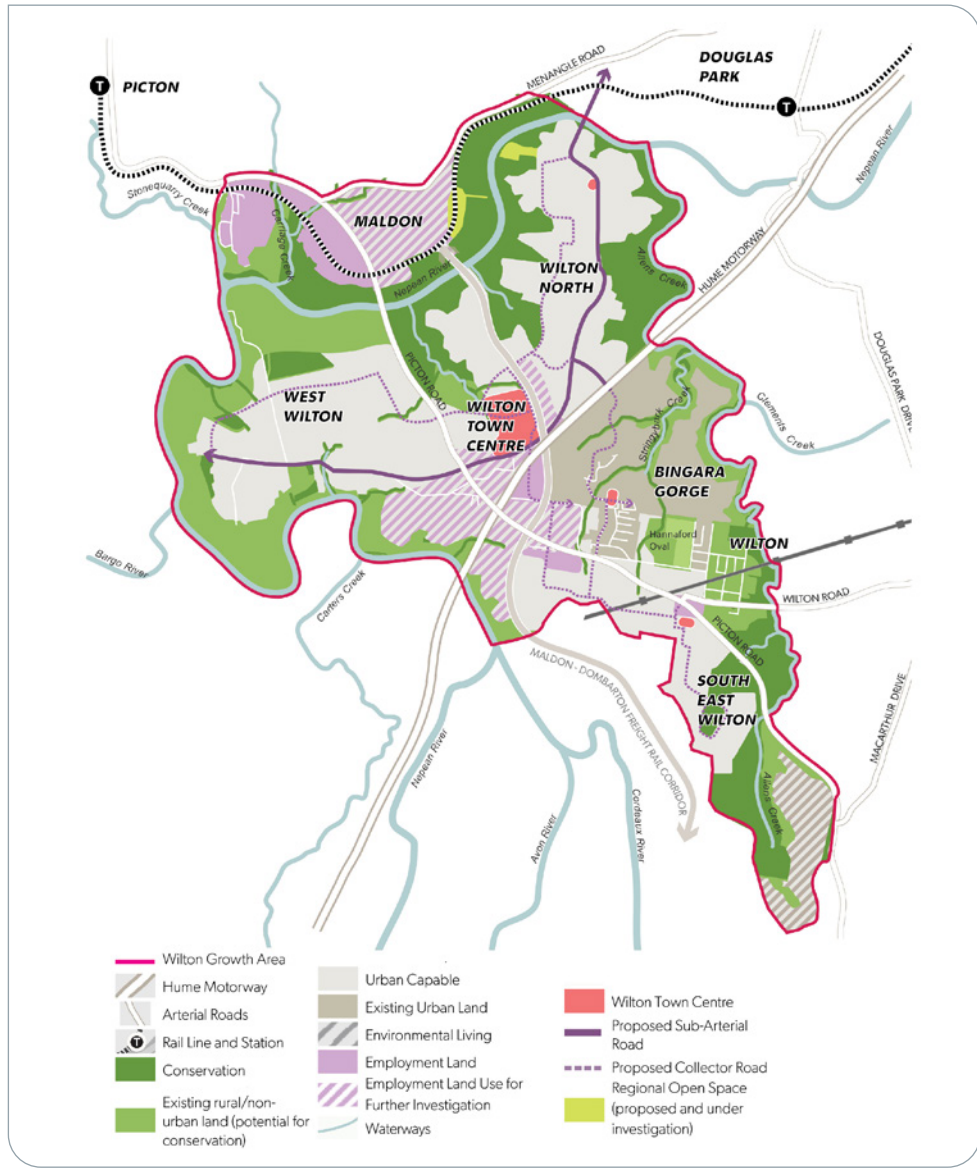 MENANGLE ROAD
DOUGLAS
PARK
T
PICTON
T
Nepean River
Stonequarry Creek
Carriage Creek
MALDON
WILTON
NORTH
Allens Creek
HUME MOTORWAY
Nepean River
DOUGLAS PARK DRIVE
PICTON ROAD
WEST
WILTON
WILTON
TOWN
CENTRE
Stringybark Creek
Clements Creek
BINGARA
GORGE
Hannaford
Oval
WILTON
Bargo River
Carters Creek
WILTON ROAD
PICTON ROAD
MALDON - DOMBARTON FREIGHT RAIL CORRIDOR
SOUTH
EAST
WILTON
MACARTHUR DRIVE
Nepean River
Avon River
Cordeaux River
Allens Creek
Wilton Growth Area
Hume Motorway
Arterial Roads
T
Rail Line and Station
Conservation
Existing rural/non-
urban land (potential for
conservation)
Urban Capable
Existing Urban Land
Environmental Living
Employment Land
Employment Land Use for
Further Investigation
Waterways
Wilton Town Centre
Proposed Sub-Arterial
Road
Proposed Collector Road
Regional Open Space
(proposed and under
investigation)